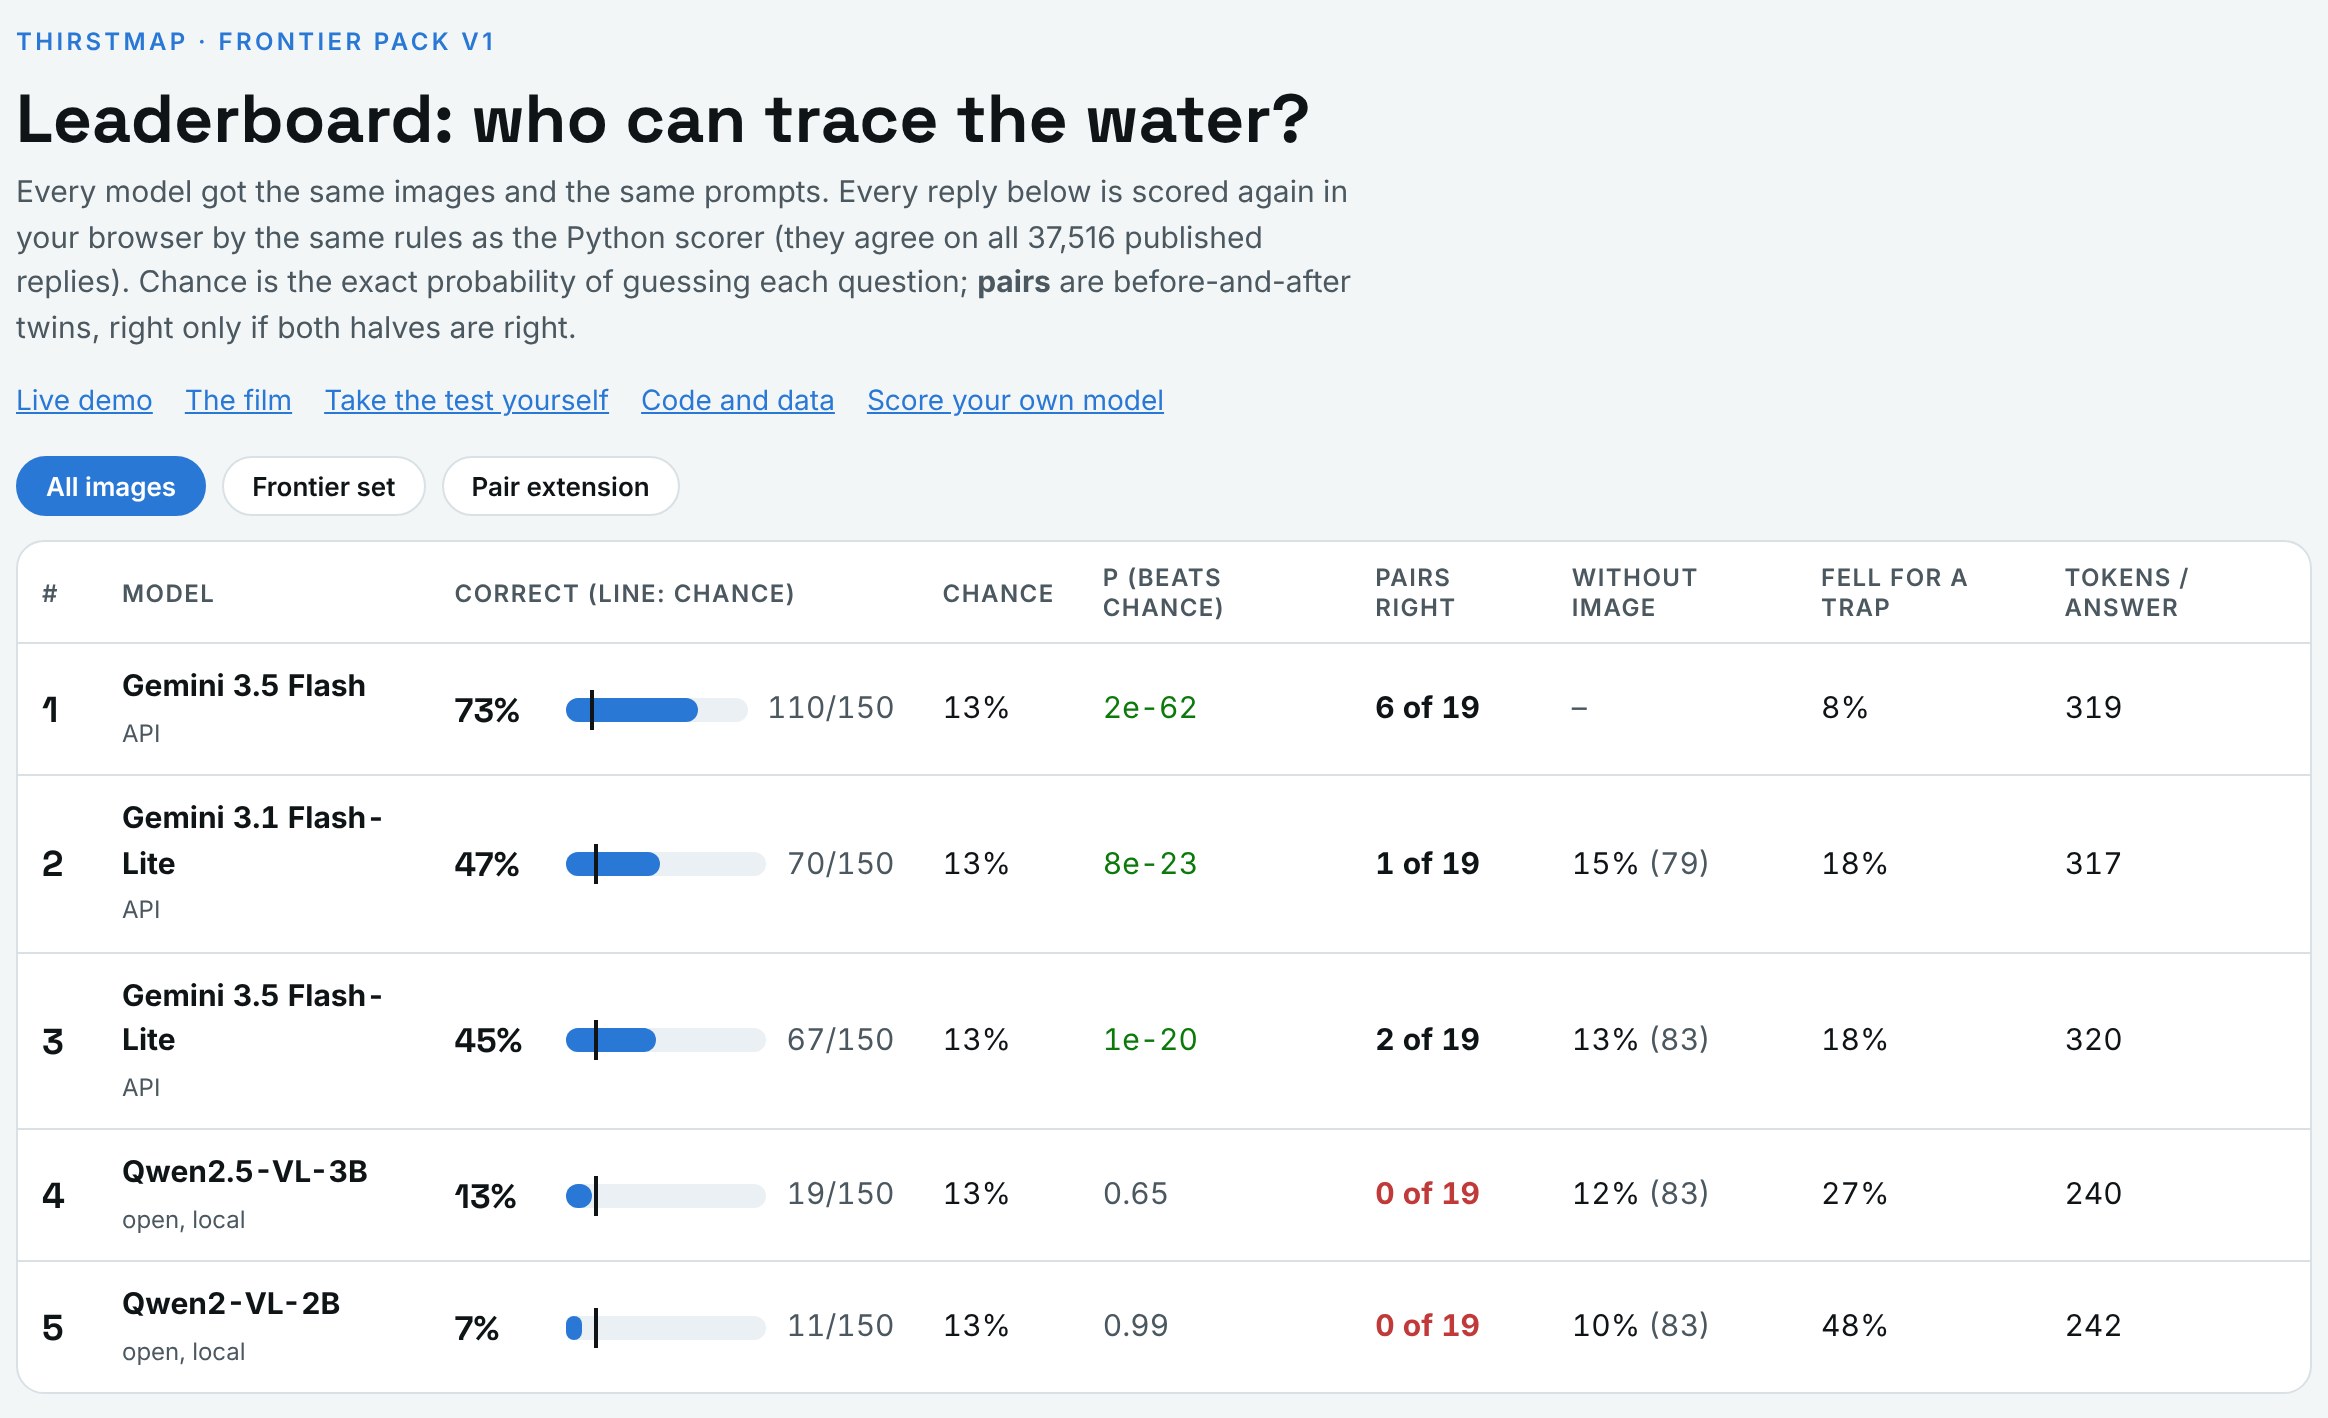 THIRSTMAP · FRONTIER PACK V1
Leaderboard: who can trace the water?
Every model got the same images and the same prompts. Every reply below is scored again in
your browser by the same rules as the Python scorer (they agree on all 37,516 published
replies). Chance is the exact probability of guessing each question; pairs are before-and-after
twins, right only if both halves are right.
Live demo The film Take the test yourself Code and data Score your own model
All images Frontier set Pair extension
# MODEL CORRECT (LINE: CHANCE) CHANCE P (BEATS CHANCE) PAIRS RIGHT WITHOUT IMAGE FELL FOR A TRAP TOKENS / ANSWER
1 Gemini 3.5 Flash 73% 110/150 13% 2e-62 6 of 19 – 8% 319
API
2 Gemini 3.1 Flash-Lite 47% 70/150 13% 8e-23 1 of 19 15% (79) 18% 317
API
3 Gemini 3.5 Flash-Lite 45% 67/150 13% 1e-20 2 of 19 13% (83) 18% 320
API
4 Qwen2.5-VL-3B 13% 19/150 13% 0.65 0 of 19 12% (83) 27% 240
open, local
5 Qwen2-VL-2B 7% 11/150 13% 0.99 0 of 19 10% (83) 48% 242
open, local